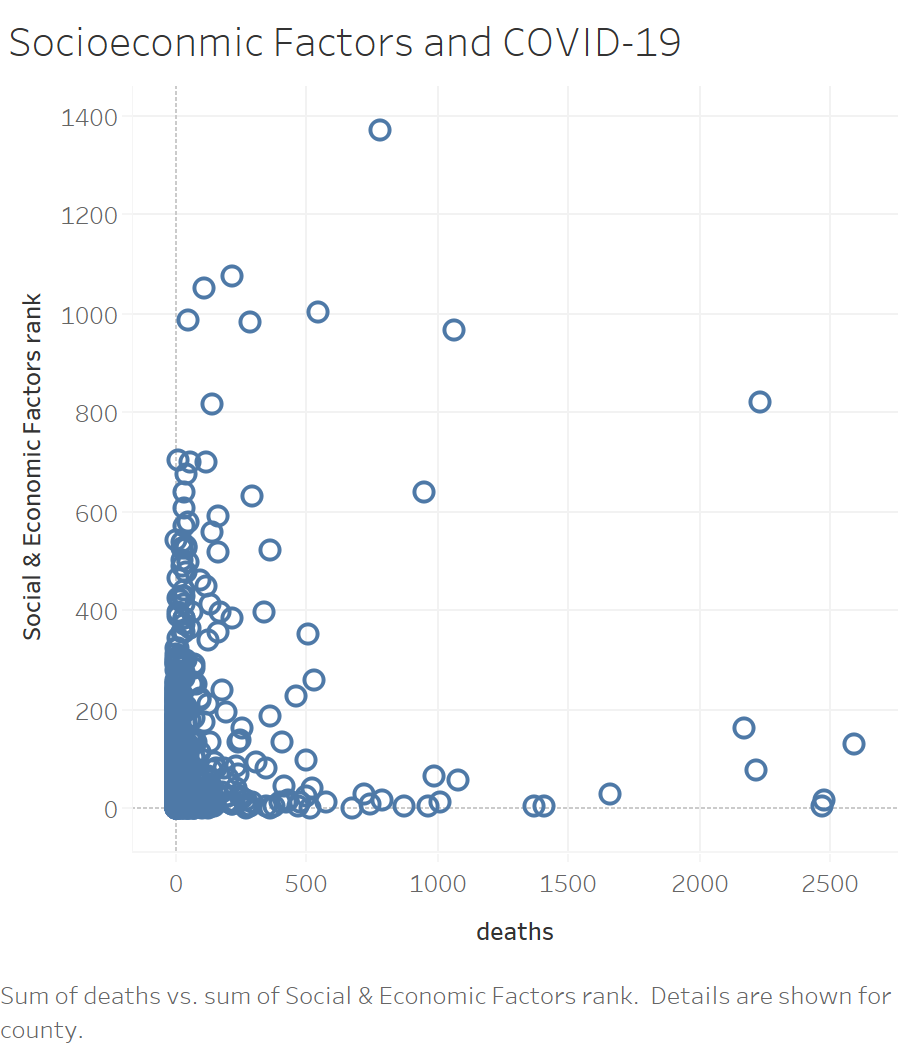 Socioeconmic Factors and COVID-19
1400
1200
1000
800
600
400
200
0
Social & Economic Factors rank
0 500 1000 1500 2000 2500
deaths
Sum of deaths vs. sum of Social & Economic Factors rank.  Details are shown for
county.